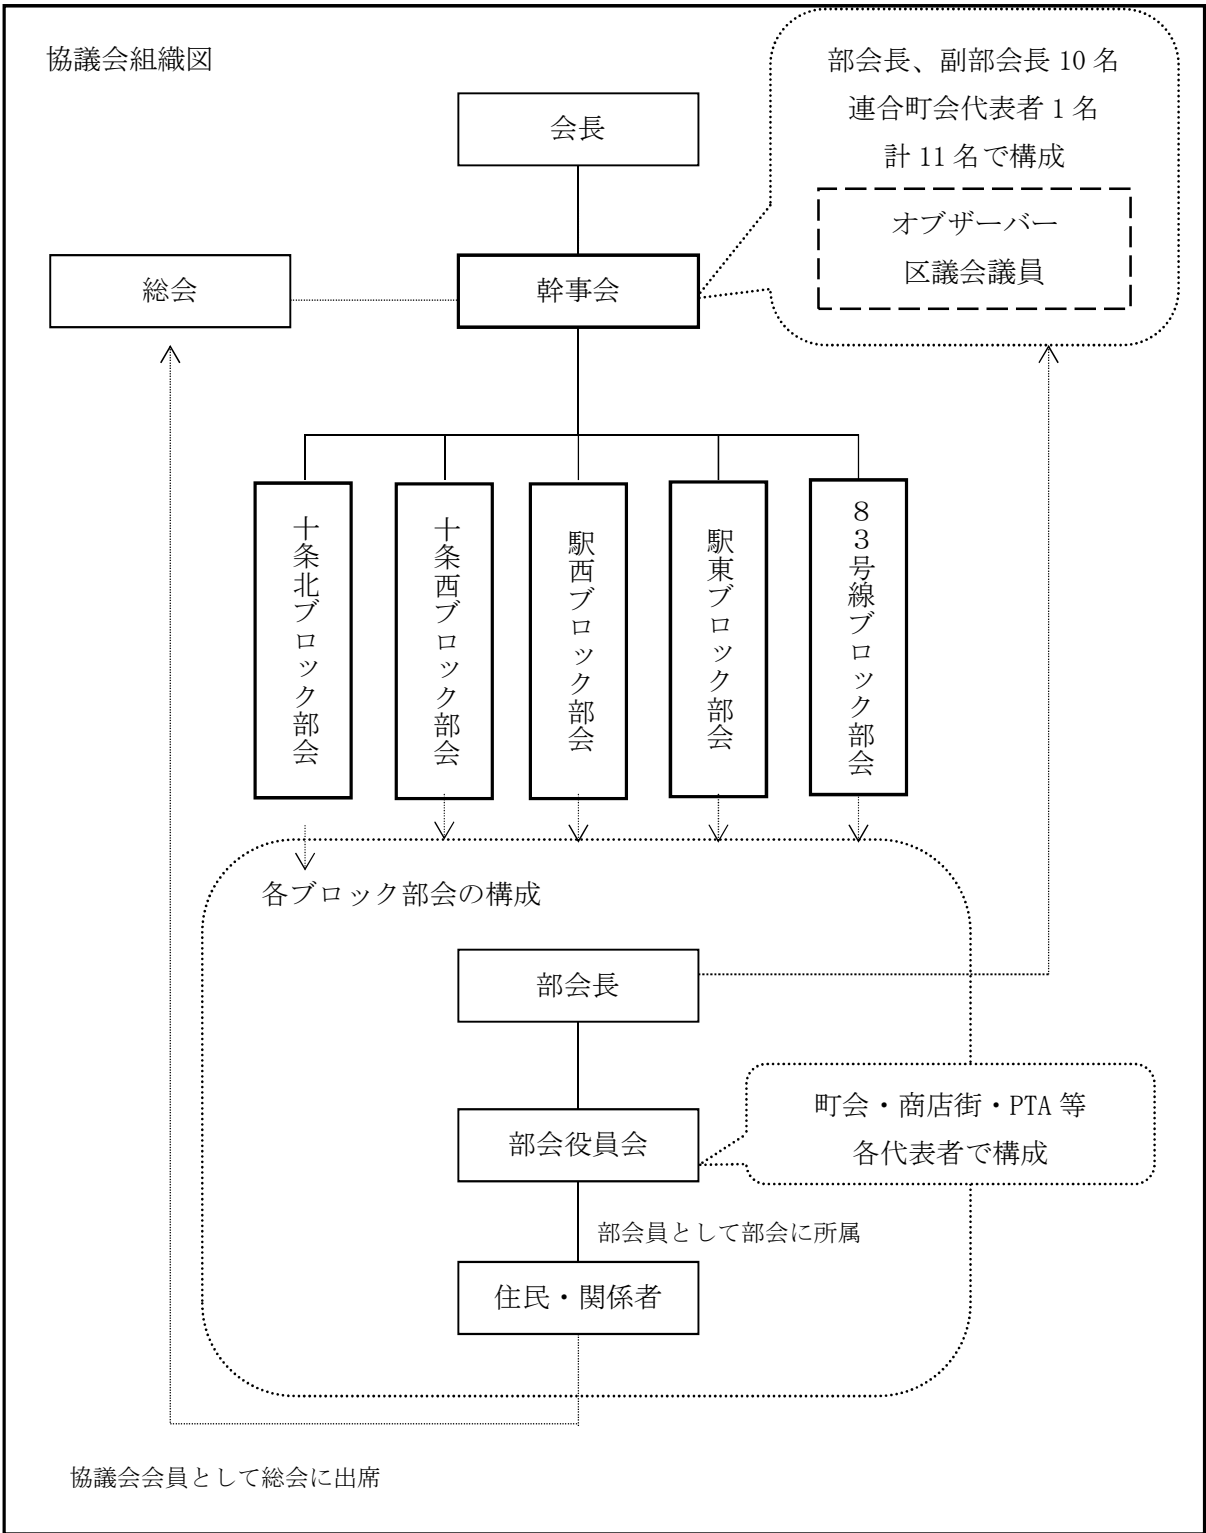 協議会組織図
部会長、副部会長 10 名
連合町会代表者 1 名
計 11 名で構成
オブザーバー
区議会議員
会長
総会
幹事会
十条北ブロック部会
十条西ブロック部会
駅西ブロック部会
駅東ブロック部会
８３号線ブロック部会
各ブロック部会の構成
部会長
部会役員会
町会・商店街・PTA 等
各代表者で構成
部会員として部会に所属
住民・関係者
協議会会員として総会に出席